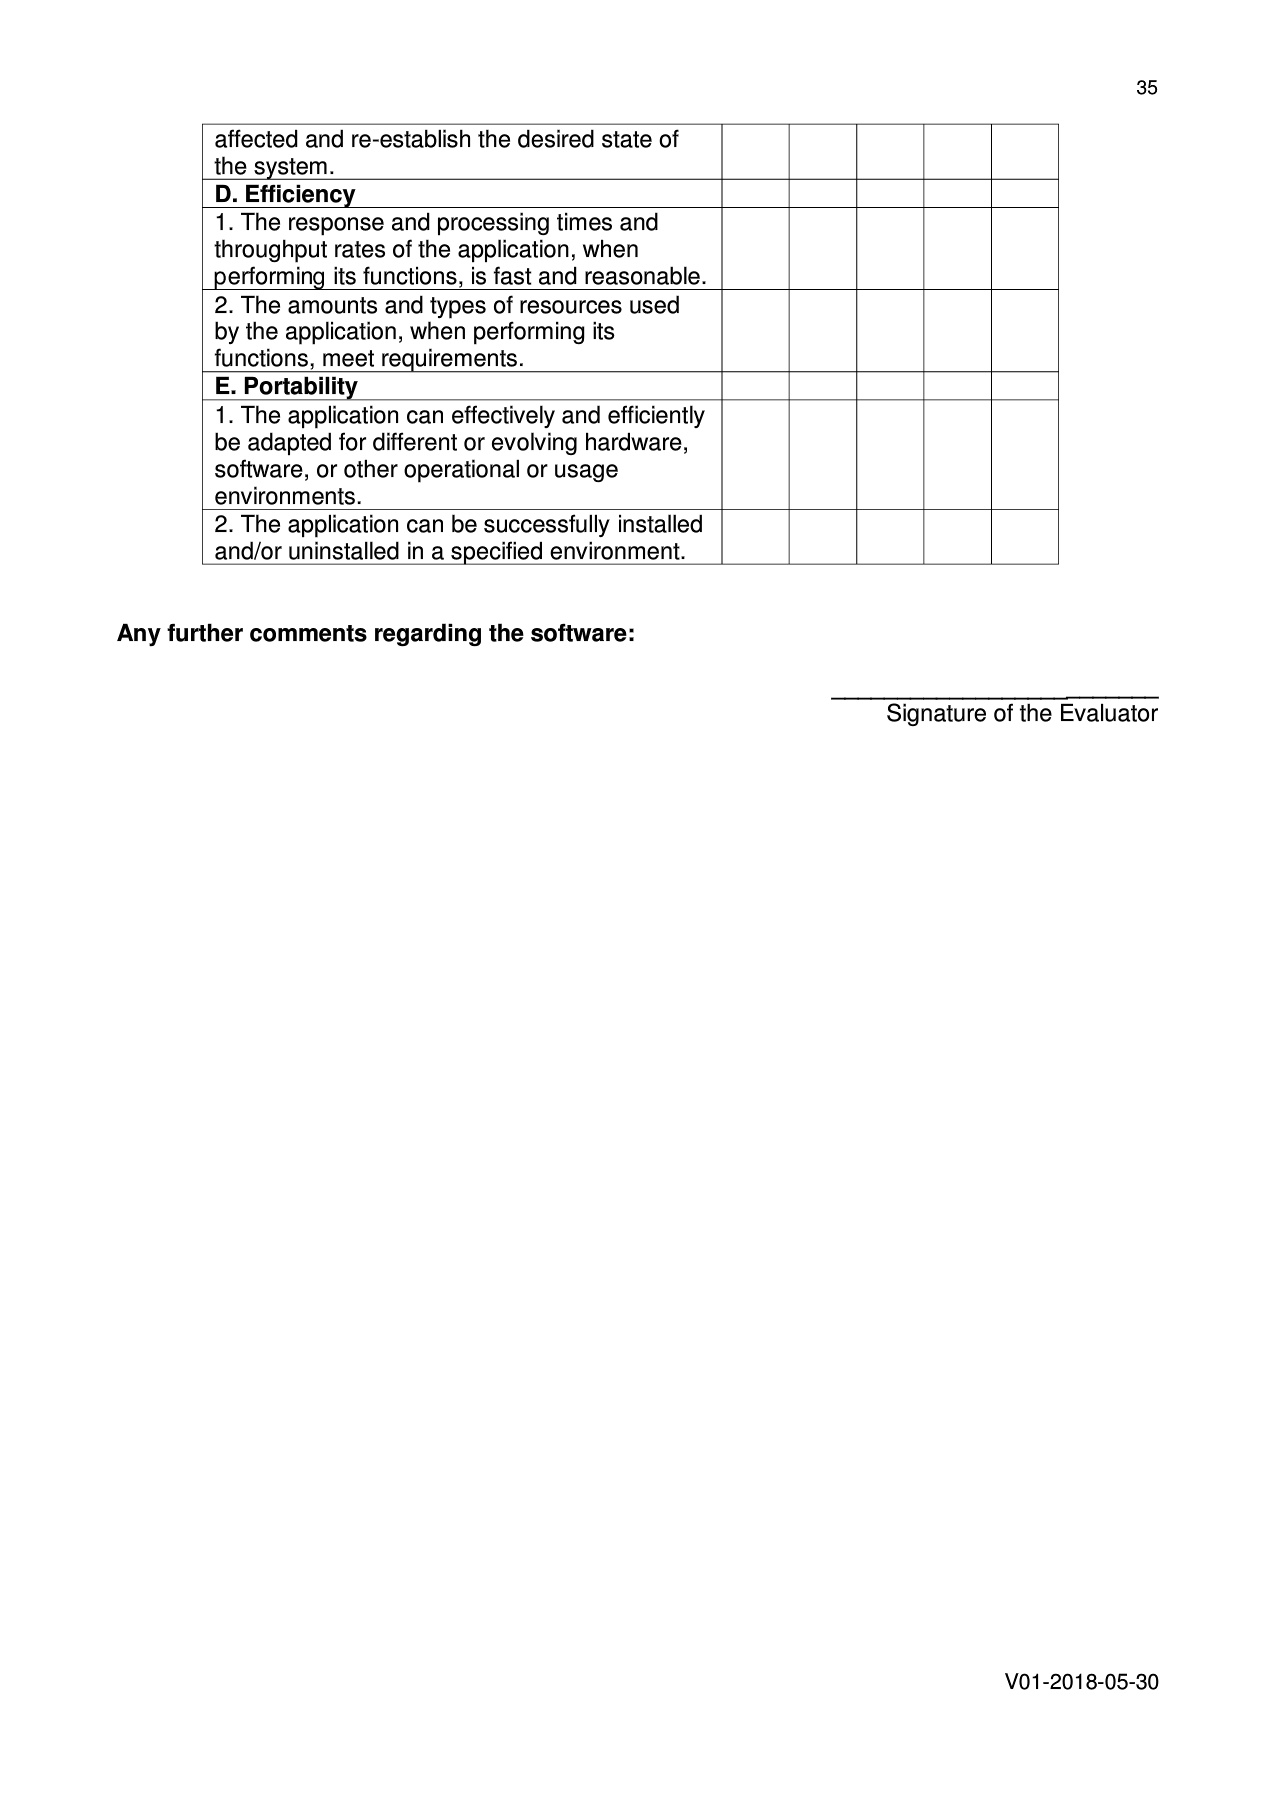 35
affected and re-establish the desired state of
the system.
D. Efficiency
1. The response and processing times and
throughput rates of the application, when
performing its functions, is fast and reasonable.
2. The amounts and types of resources used
by the application, when performing its
functions, meet requirements.
E. Portability
1. The application can effectively and efficiently
be adapted for different or evolving hardware,
software, or other operational or usage
environments.
2. The application can be successfully installed
and/or uninstalled in a specified environment.
Any further comments regarding the software:
Signature of the Evaluator
V01-2018-05-30